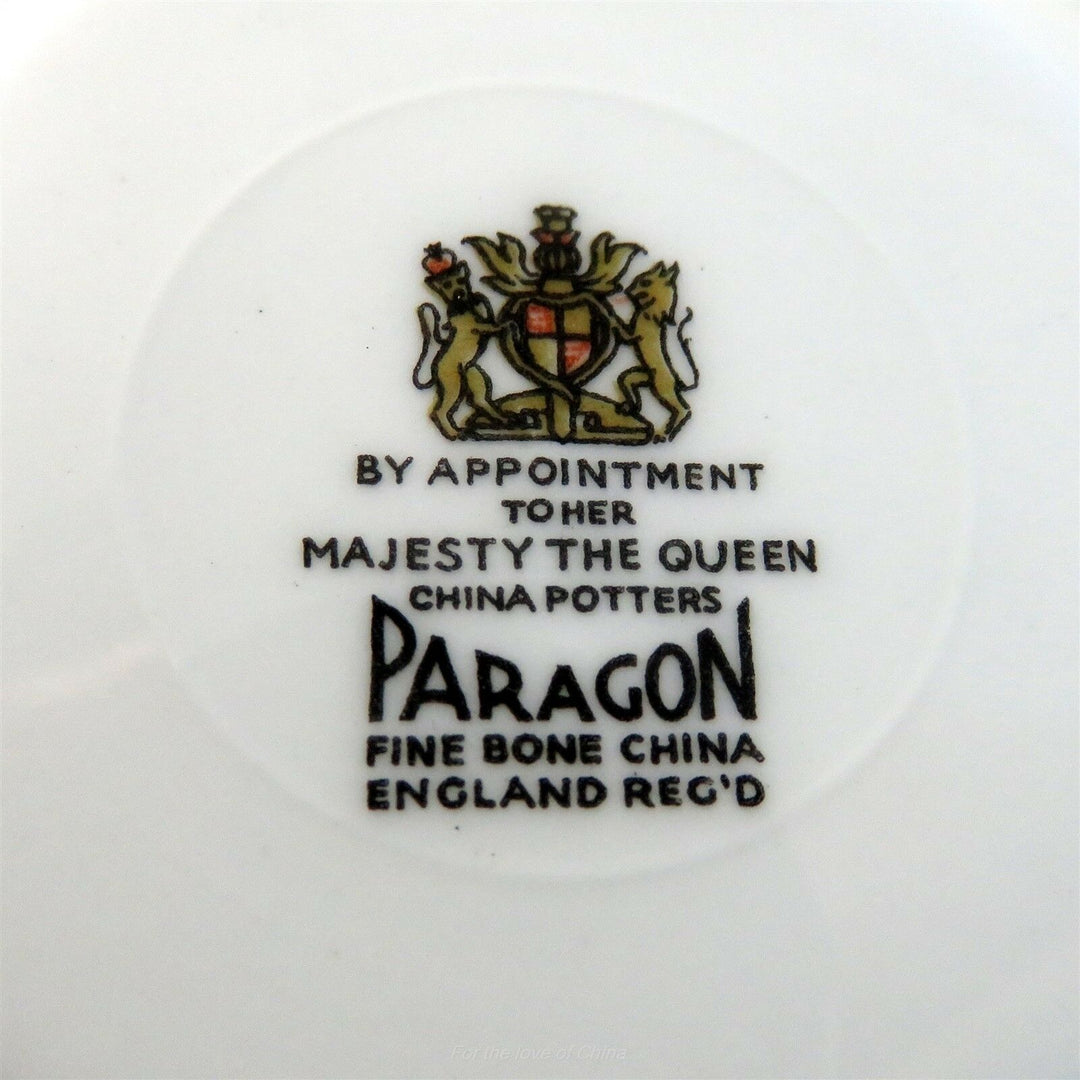 BY APPOINTMENT
TO HER
MAJESTY THE QUEEN
CHINA POTTERS
PARAGON
FINE BONE CHINA
ENGLAND REG'D
For the love of China